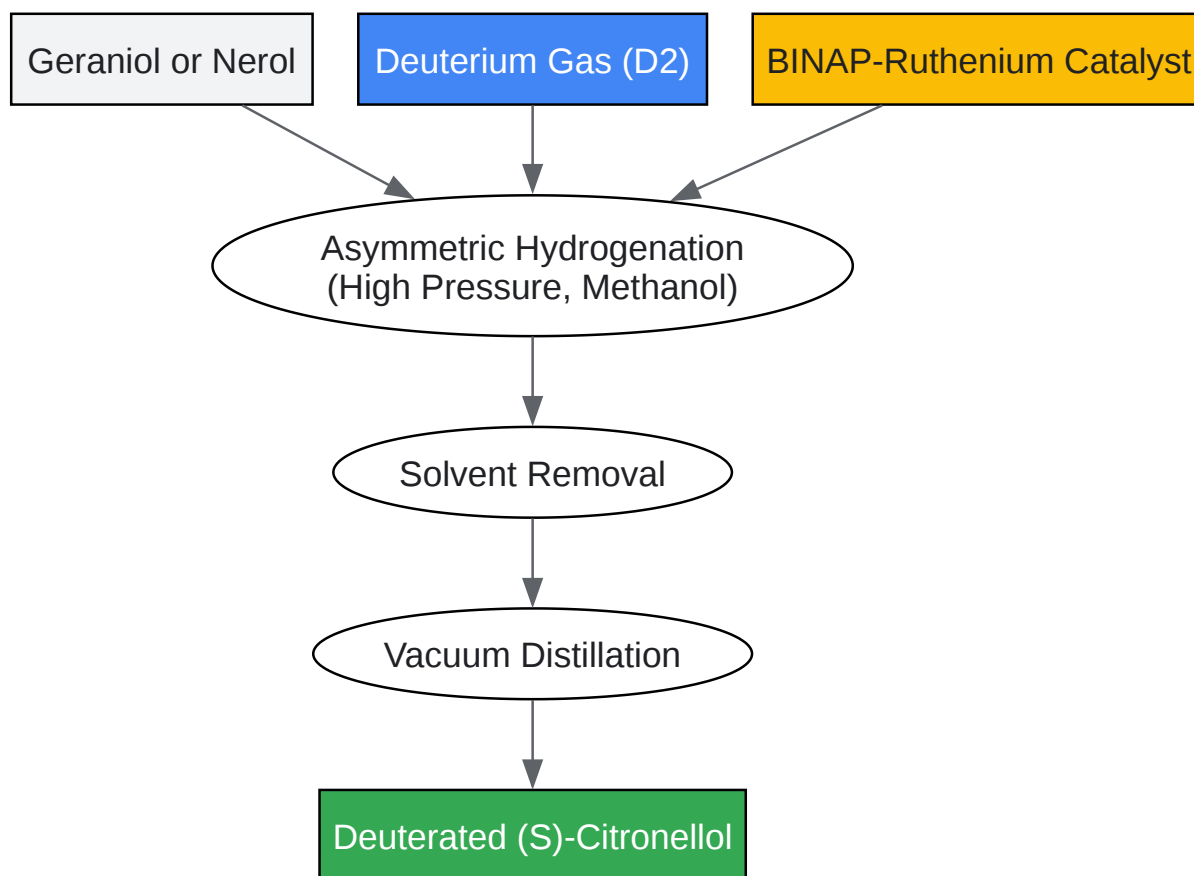 Geraniol or Nerol
Deuterium Gas (D2)
BINAP-Ruthenium Catalyst
Asymmetric Hydrogenation
(High Pressure, Methanol)
Solvent Removal
Vacuum Distillation
Deuterated (S)-Citronellol